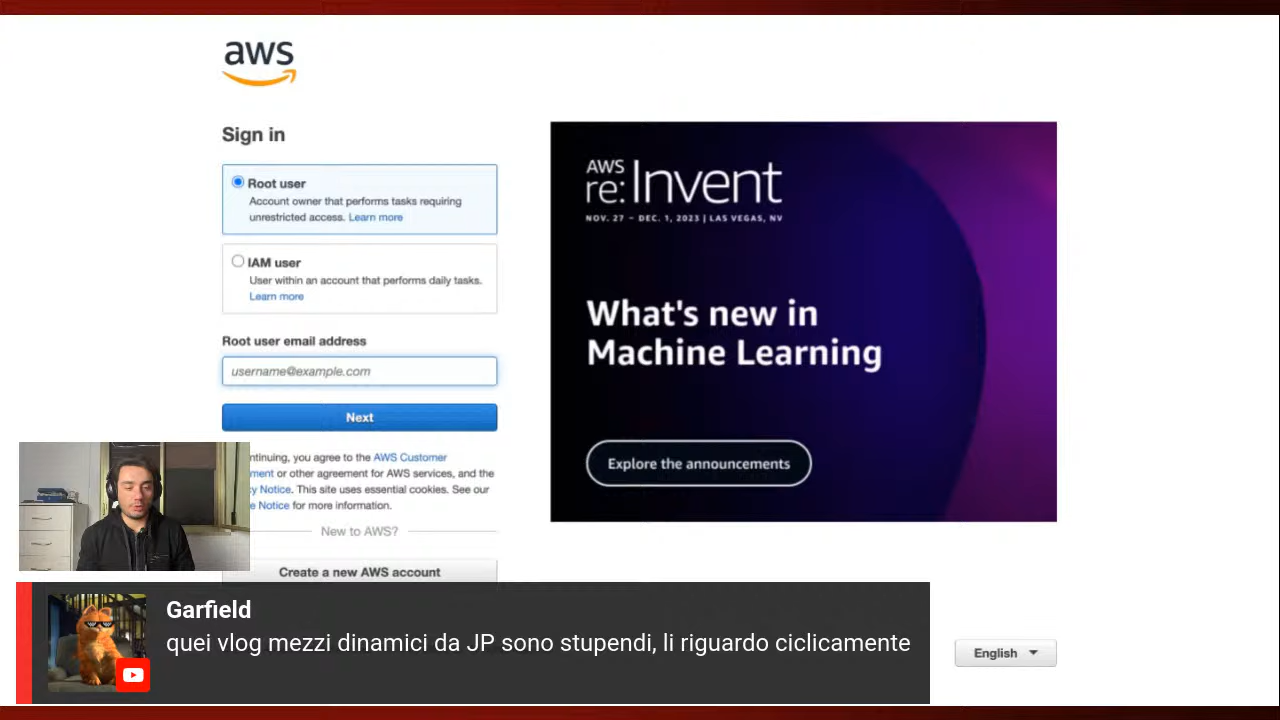 aws
Sign in
Root user
Account owner that performs tasks requiring
unrestricted access. Learn more
IAM user
User within an account that performs daily tasks.
Learn more
Root user email address
username@example.com
Next
ntinuing, you agree to the AWS Customer
ment or other agreement for AWS services, and the
y Notice. This site uses essential cookies. See our
e Notice for more information.
New to AWS?
Create a new AWS account
AWS
re:Invent
NOV. 27 – DEC. 1, 2023 | LAS VEGAS, NV
What's new in
Machine Learning
Explore the announcements
Garfield
quei vlog mezzi dinamici da JP sono stupendi, li riguardo ciclicamente
English